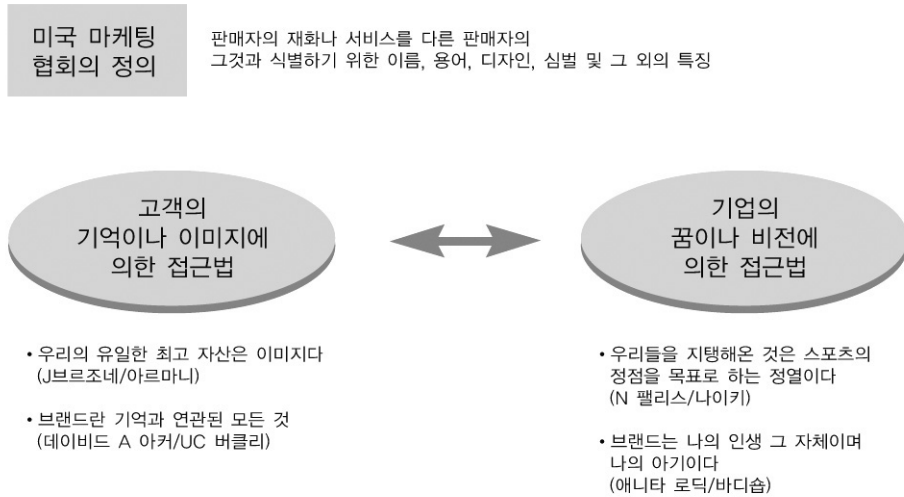 미국 마케팅
협회의 정의
판매자의 재화나 서비스를 다른 판매자의
그것과 식별하기 위한 이름, 용어, 디자인, 심벌 및 그 외의 특징
고객의
기억이나 이미지에
의한 접근법
기업의
꿈이나 비전에
의한 접근법
• 우리의 유일한 최고 자산은 이미지다
(J브르조네/아르마니)
• 브랜드란 기억과 연관된 모든 것
(데이비드 A 아커/UC 버클리)
• 우리들을 지탱해온 것은 스포츠의
정점을 목표로 하는 정열이다
(N 팰리스/나이키)
• 브랜드는 나의 인생 그 자체이며
나의 아기이다
(애니타 로딕/바디숍)